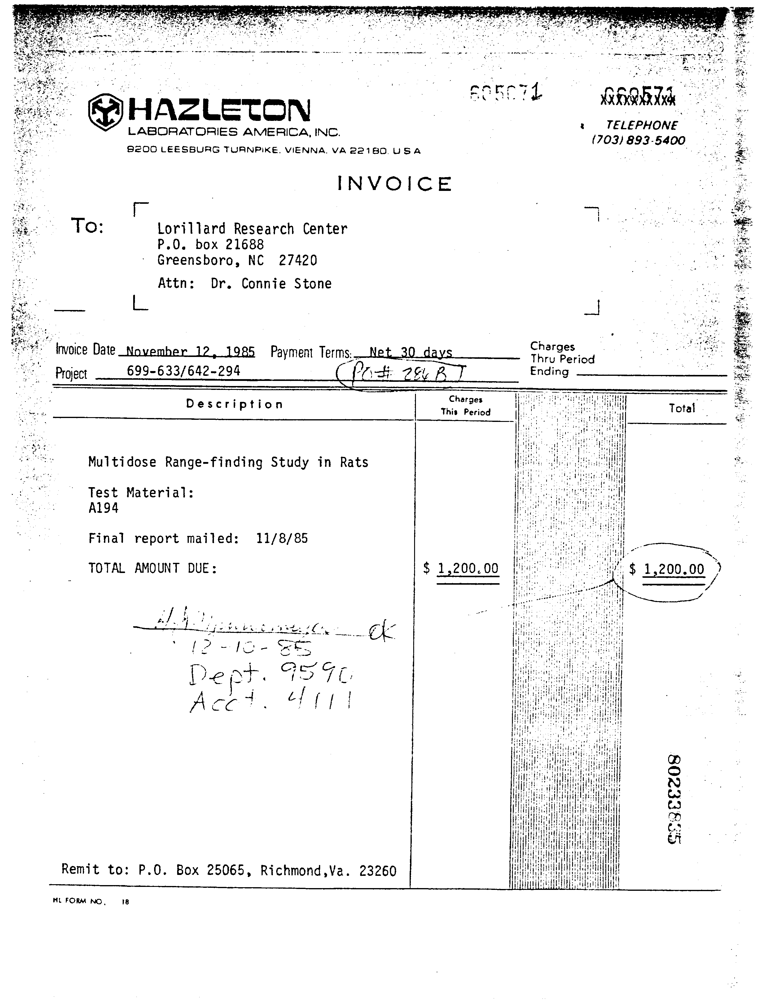 605071
HAZLETON
LABORATORIES AMERICA, INC.
9200 LEESBURG TURNPIKE, VIENNA, VA 22180, U S A
TELEPHONE
(703) 893-5400
INVOICE
To:
Lorillard Research Center
P.O. box 21688
Greensboro, NC 27420
Attn: Dr. Connie Stone
Invoice Date November 12, 1985 Payment Terms: Net 30 days
Charges
Thru Period
Ending
Project 699-633/642-294 PO# 284 B
Description
Charges
This Period
Total
Multidose Range-finding Study in Rats
Test Material:
A194
Final report mailed: 11/8/85
TOTAL AMOUNT DUE: $ 1,200.00 $ 1,200.00
ok
12-10-85
Dept. 9590
Acct. 4111
80233835
Remit to: P.O. Box 25065, Richmond,Va. 23260
HL FORM NO. 18